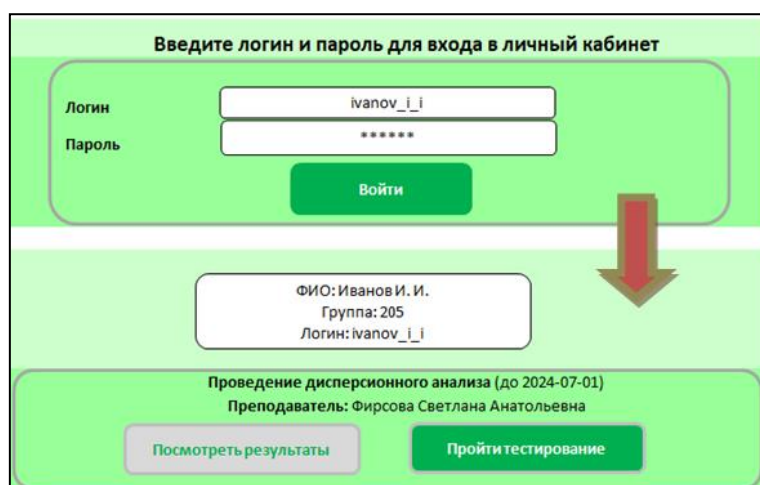 Введите логин и пароль для входа в личный кабинет
Логин ivanov_i_i
Пароль ******
Войти
ФИО: Иванов И. И.
Группа: 205
Логин: ivanov_i_i
Проведение дисперсионного анализа (до 2024-07-01)
Преподаватель: Фирсова Светлана Анатольевна
Посмотреть результаты Пройти тестирование